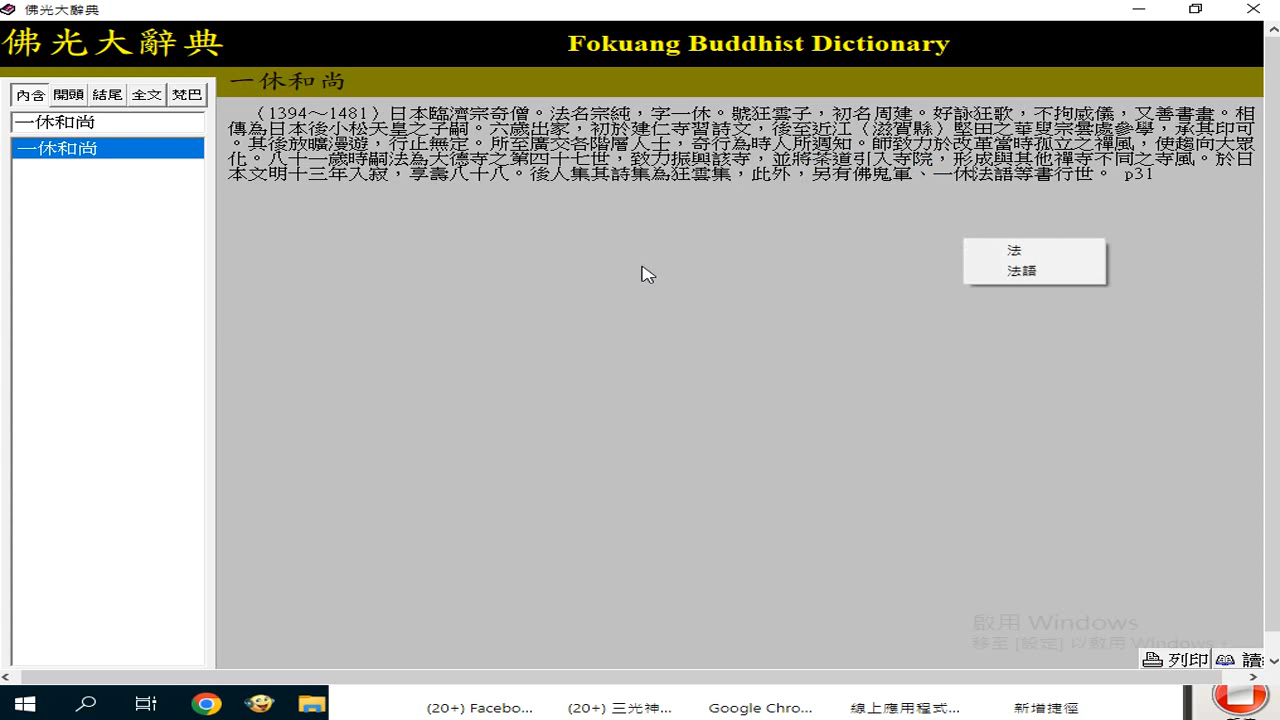 佛光大辭典
佛光大辭典
Fokuang Buddhist Dictionary
內含 開頭 結尾 全文 梵巴
一休和尚
一休和尚
一休和尚
（1394～1481）日本臨濟宗奇僧。法名宗純，字一休。號狂雲子，初名周建。好詠狂歌，不拘威儀，又善書畫。相
傳為日本後小松天皇之子嗣。六歲出家，初於建仁寺習詩文，後至近江（滋賀縣）堅田之華叟宗曇處參學，承其印可
。其後放曠漫遊，行止無定。所至廣交各階層人士，奇行為時人所週知。師致力於改革當時孤立之禪風，使趨向大眾
化。八十一歲時嗣法為大德寺之第四十七世，致力振興該寺，並將茶道引入寺院，形成與其他禪寺不同之寺風。於日
本文明十三年入寂，享壽八十八。後人集其詩集為狂雲集，此外，另有佛鬼軍、一休法語等書行世。 p31
法
法語
啟用 Windows
移至 [設定] 以啟用 Windows。
列印 讀
(20+) Facebo... (20+) 三光神... Google Chro... 線上應用程式... 新增捷徑